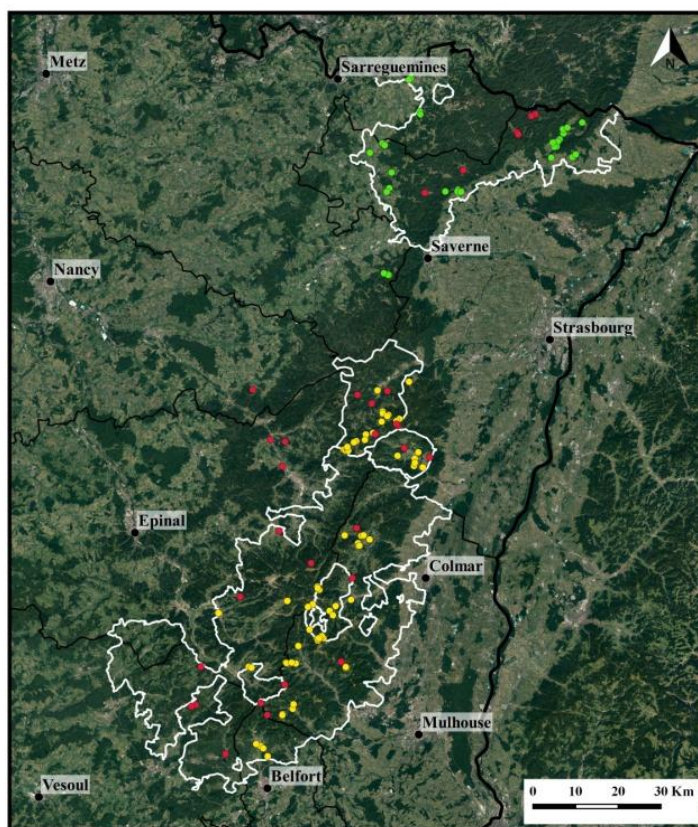 Metz
Sarreguemines
N
Saverne
Nancy
Strasbourg
Epinal
Colmar
Mulhouse
Belfort
Vesoul
0 10 20 30 Km